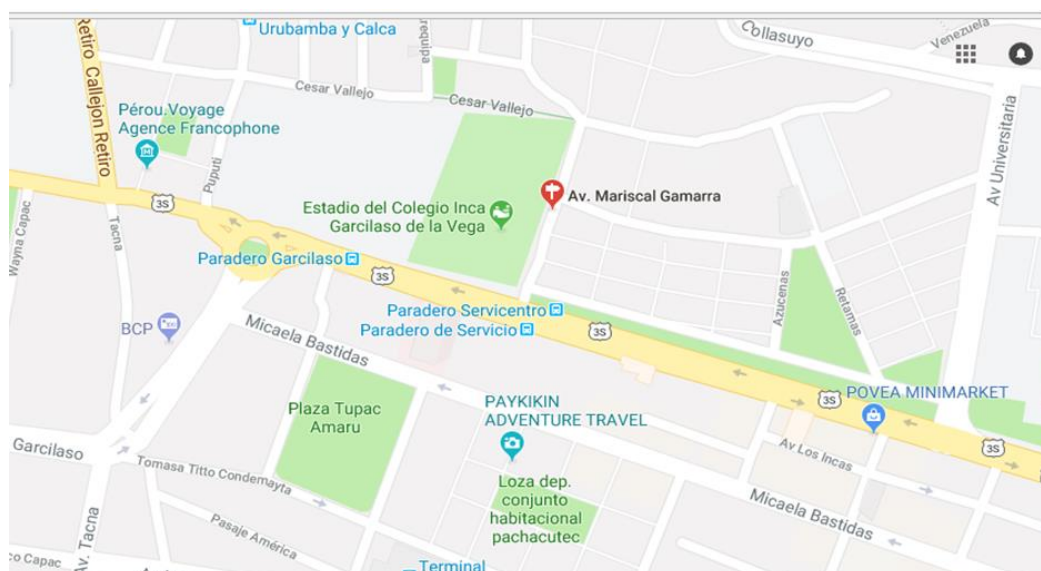 Urubamba y Calca
Retiro Callejon Retiro
requipa
Collasuyo
Venezuela
Cesar Vallejo
Cesar Vallejo
Pérou.Voyage
Agence Francophone
Puputi
Av Universitaria
Av. Mariscal Gamarra
Estadio del Colegio Inca
Garcilaso de la Vega
3S
Wayna Capac
Tacna
Paradero Garcilaso
3S
Azucenas
Retamas
Paradero Servicentro
Paradero de Servicio
3S
BCP
Micaela Bastidas
POVEA MINIMARKET
3S
PAYKIKIN
ADVENTURE TRAVEL
Plaza Tupac
Amaru
Garcilaso
Av Los Incas
3S
Tomasa Titto Condemayta
Loza dep.
conjunto
habitacional
pachacutec
Micaela Bastidas
Pasaje América
Av. Tacna
co Capac
Terminal